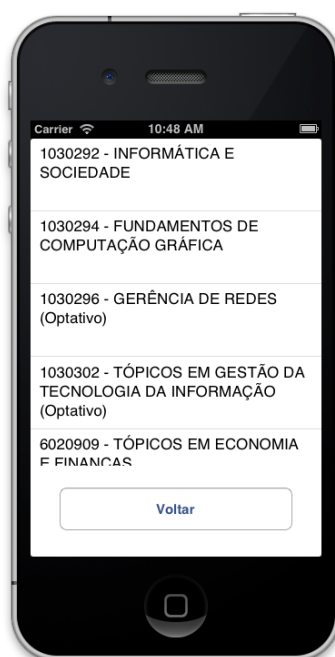 Carrier 10:48 AM
1030292 - INFORMÁTICA E
SOCIEDADE
1030294 - FUNDAMENTOS DE
COMPUTAÇÃO GRÁFICA
1030296 - GERÊNCIA DE REDES
(Optativo)
1030302 - TÓPICOS EM GESTÃO DA
TECNOLOGIA DA INFORMAÇÃO
(Optativo)
6020909 - TÓPICOS EM ECONOMIA
E FINANÇAS
Voltar